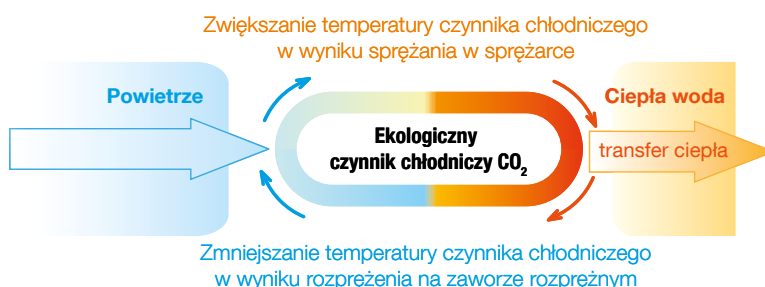 Zwiększanie temperatury czynnika chłodniczego
w wyniku sprężania w sprężarce
Powietrze
Ciepła woda
Ekologiczny
czynnik chłodniczy CO₂
transfer ciepła
Zmniejszanie temperatury czynnika chłodniczego
w wyniku rozprężenia na zaworze rozprężnym